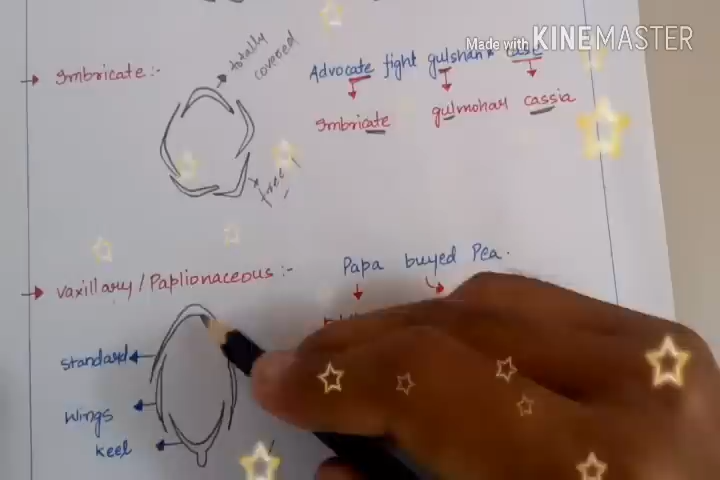 Made with KINEMASTER
→ Imbricate :-
totally covered
free
Advocate fight gulshan's case
Imbricate gulmohar cassia
→ Vaxillary/Paplionaceous :-
Papa buyed Pea.
Standard
Wings
Keel